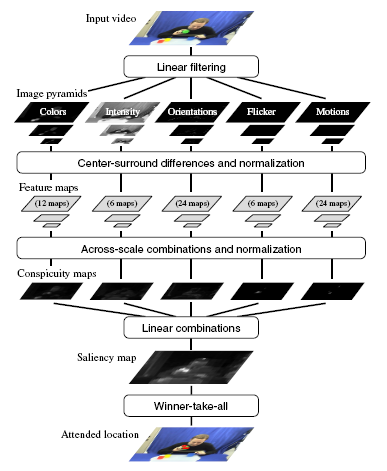 Input video
Linear filtering
Image pyramids
Colors Intensity Orientations Flicker Motions
Center-surround differences and normalization
Feature maps
(12 maps) (6 maps) (24 maps) (6 maps) (24 maps)
Across-scale combinations and normalization
Conspicuity maps
Linear combinations
Saliency map
Winner-take-all
Attended location